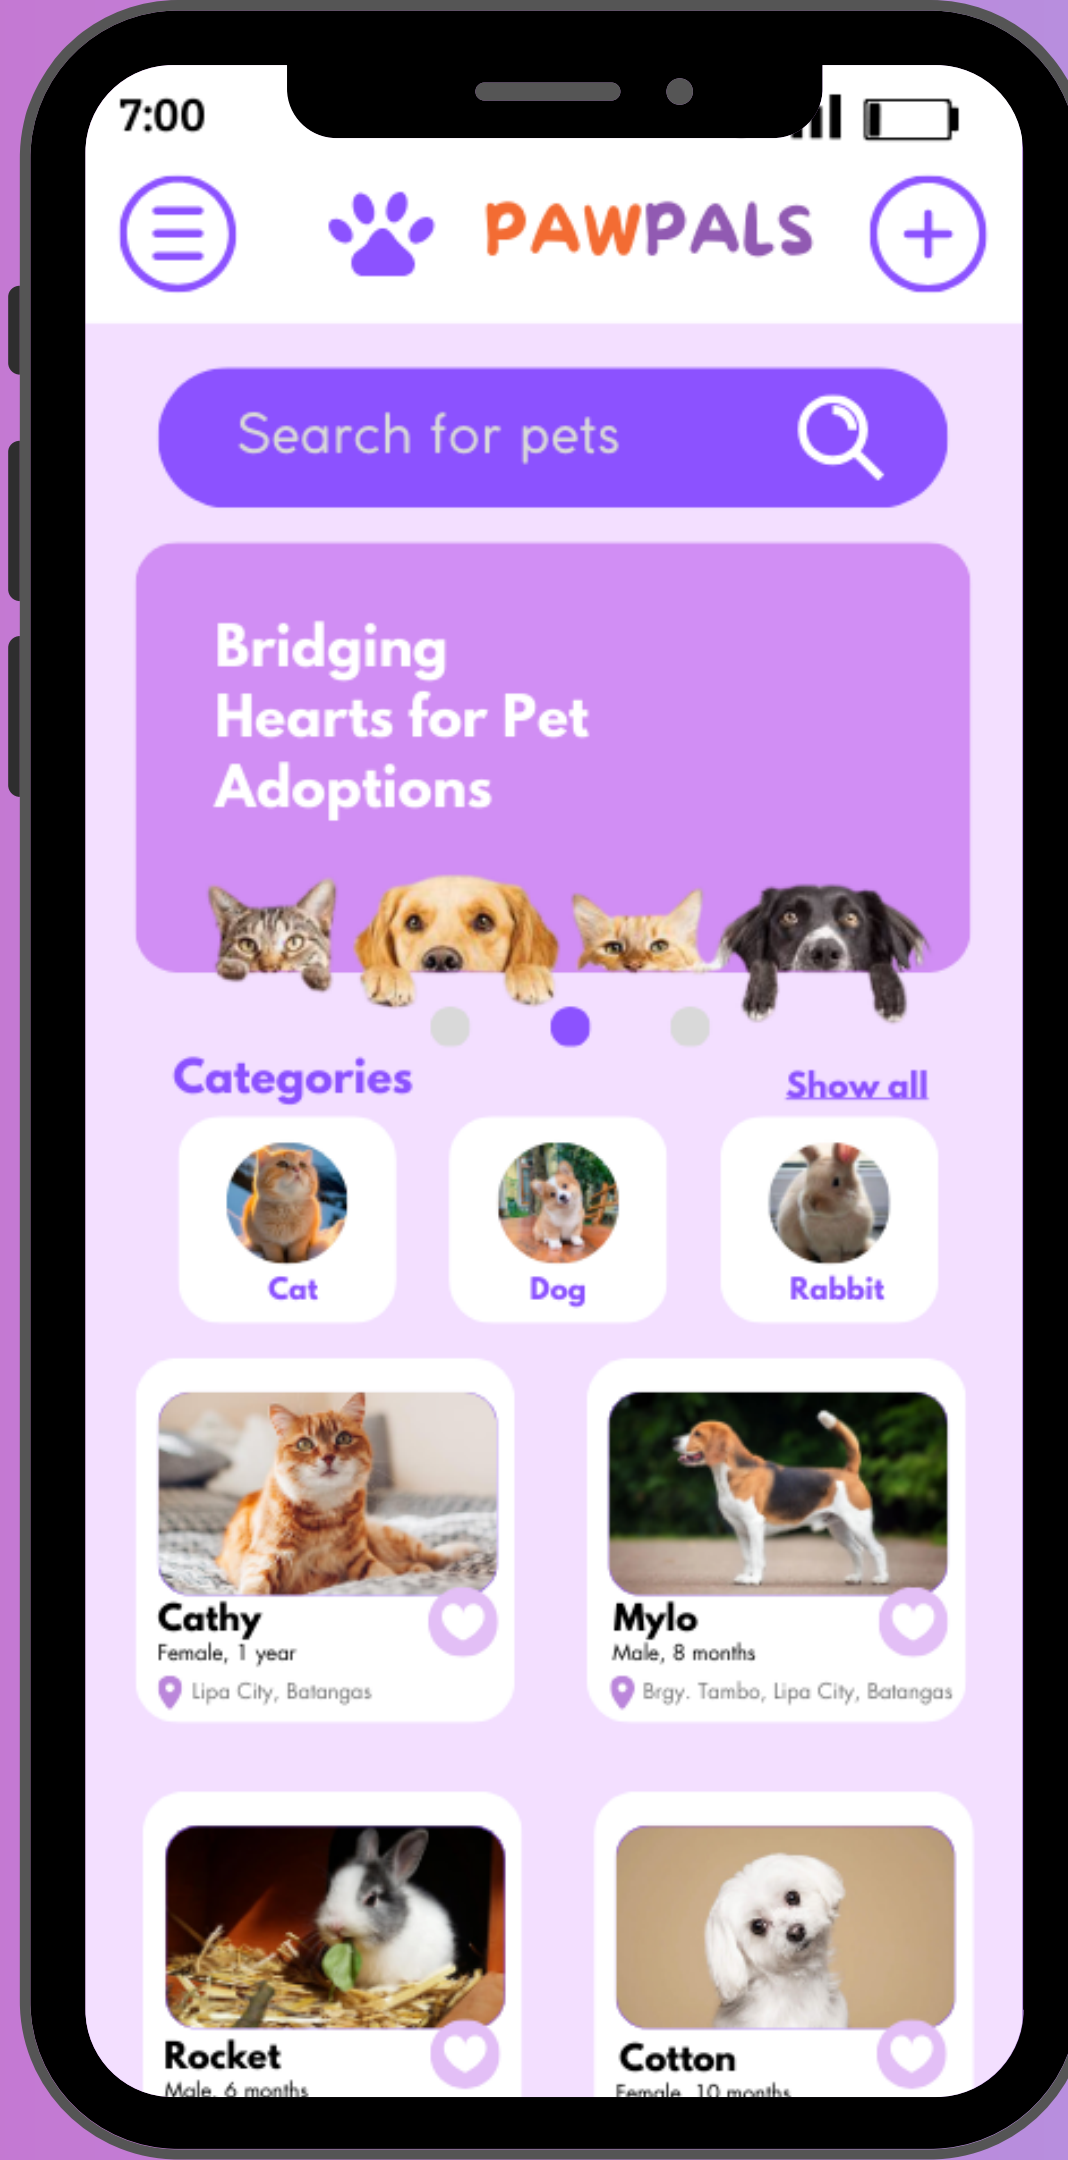 7:00
PAWPALS
Search for pets
Bridging
Hearts for Pet
Adoptions
Categories
Show all
Cat
Dog
Rabbit
Cathy
Female, 1 year
Lipa City, Batangas
Mylo
Male, 8 months
Brgy. Tambo, Lipa City, Batangas
Rocket
Male, 6 months
Cotton
Female, 10 months